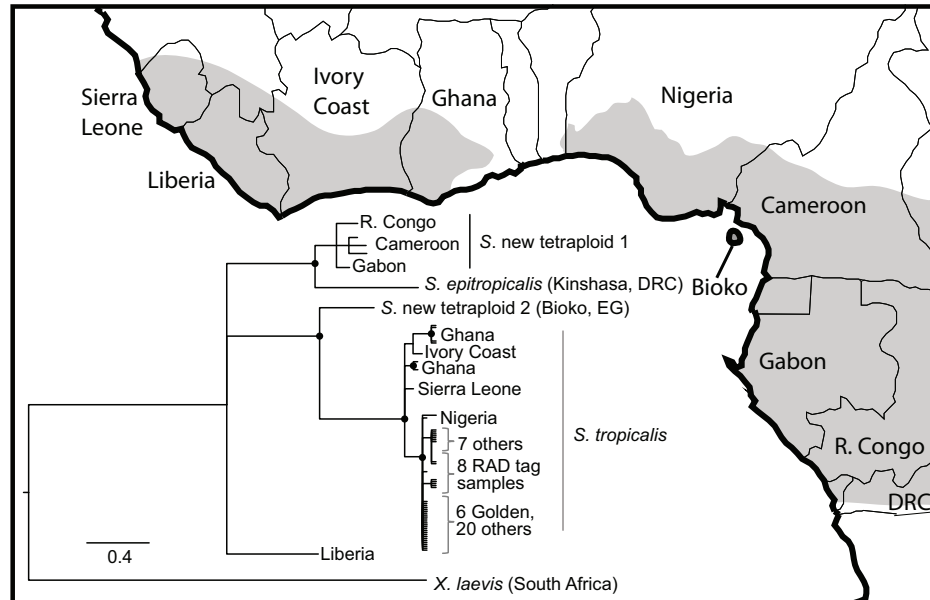 Sierra
Leone
Liberia
Ivory
Coast
Ghana
Nigeria
Cameroon
Bioko
Gabon
R. Congo
DRC
R. Congo
Cameroon
Gabon
S. new tetraploid 1
S. epitropicalis (Kinshasa, DRC)
S. new tetraploid 2 (Bioko, EG)
Ghana
Ivory Coast
Ghana
Sierra Leone
Nigeria
7 others
8 RAD tag
samples
6 Golden,
20 others
S. tropicalis
Liberia
X. laevis (South Africa)
0.4